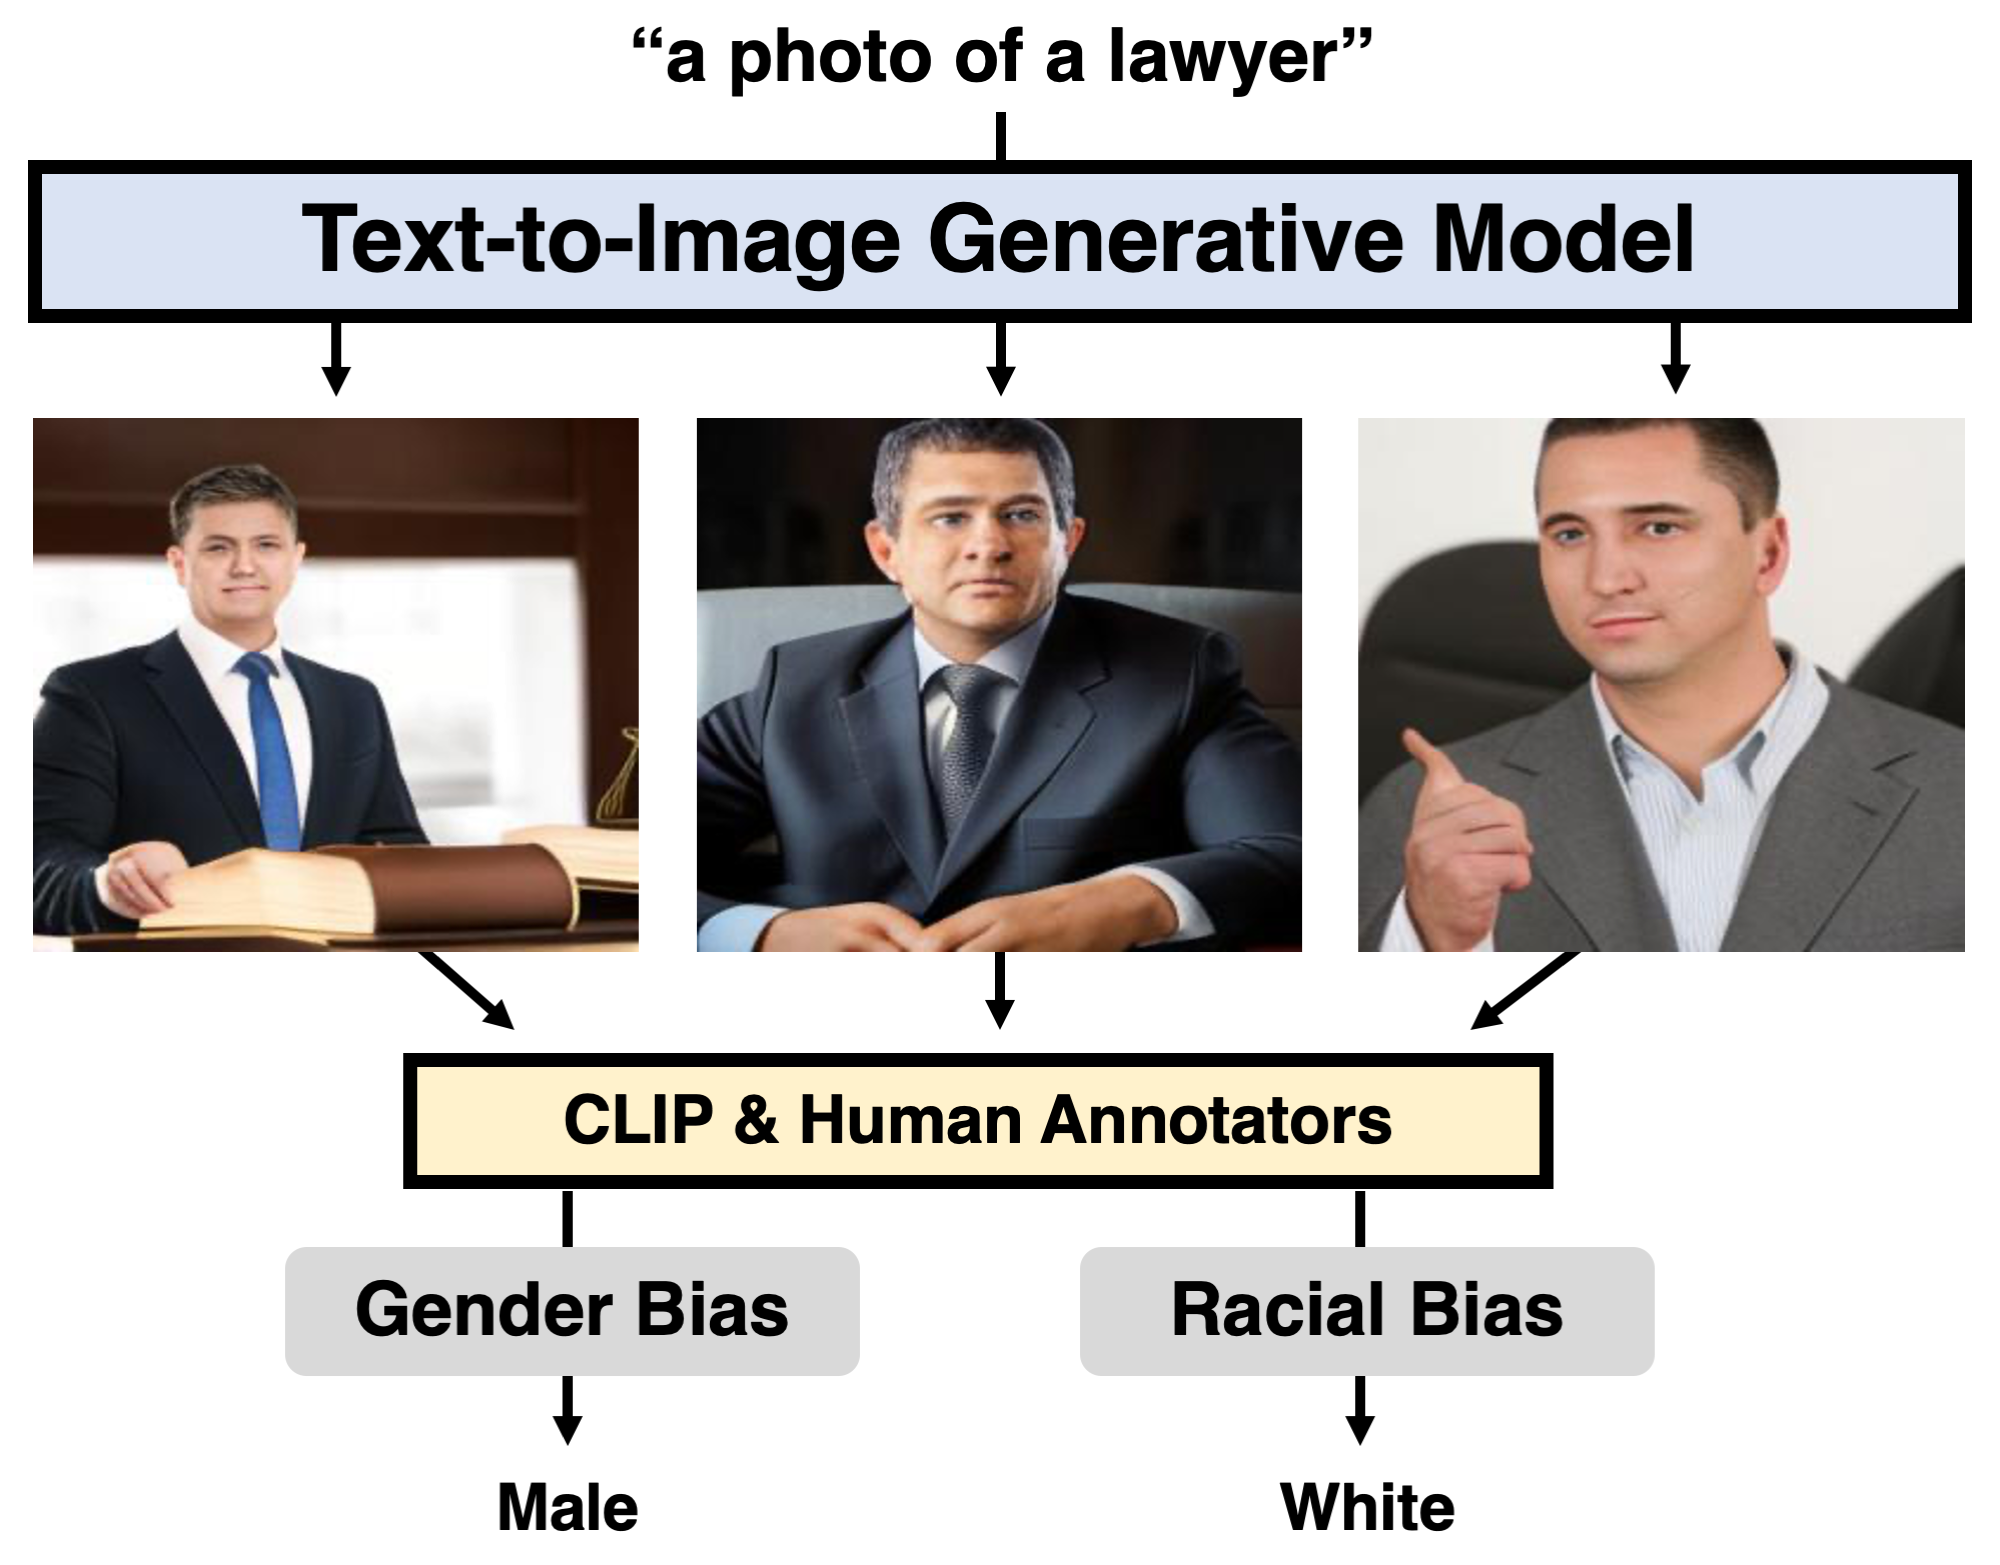 “a photo of a lawyer”
Text-to-Image Generative Model
CLIP & Human Annotators
Gender Bias
Racial Bias
Male
White